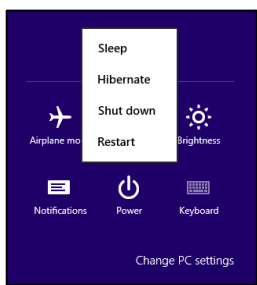 Sleep
Hibernate
Shut down
Restart
Airplane mo
Brightness
Notifications
Power
Keyboard
Change PC settings